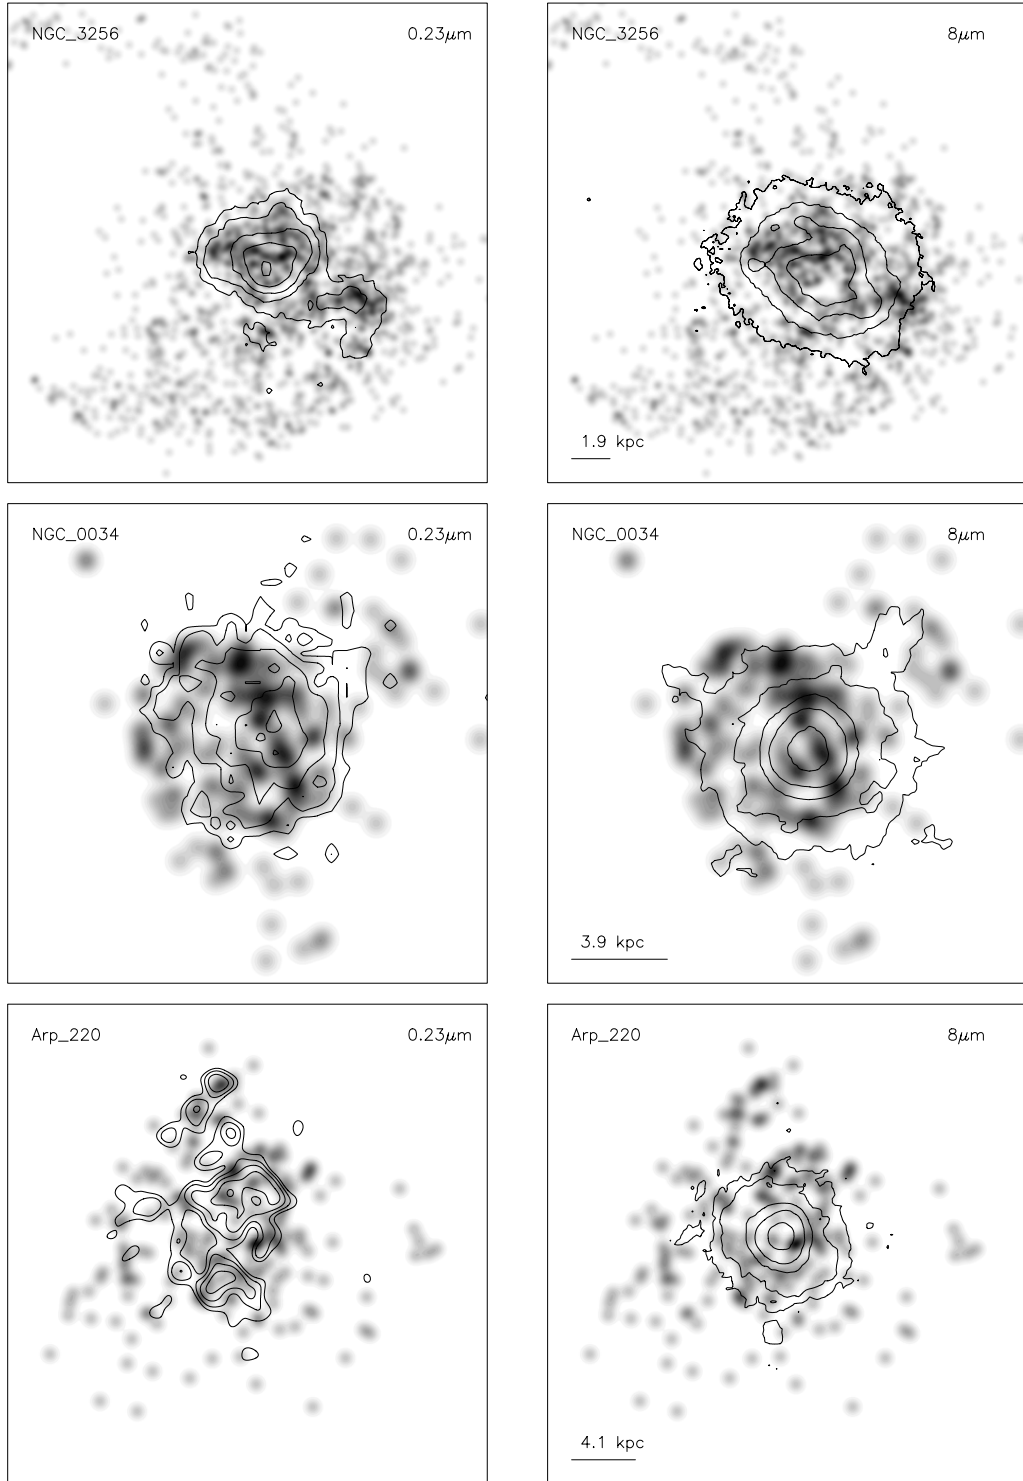 NGC_3256 0.23μm
NGC_3256 8μm
1.9 kpc
NGC_0034 0.23μm
NGC_0034 8μm
3.9 kpc
Arp_220 0.23μm
Arp_220 8μm
4.1 kpc